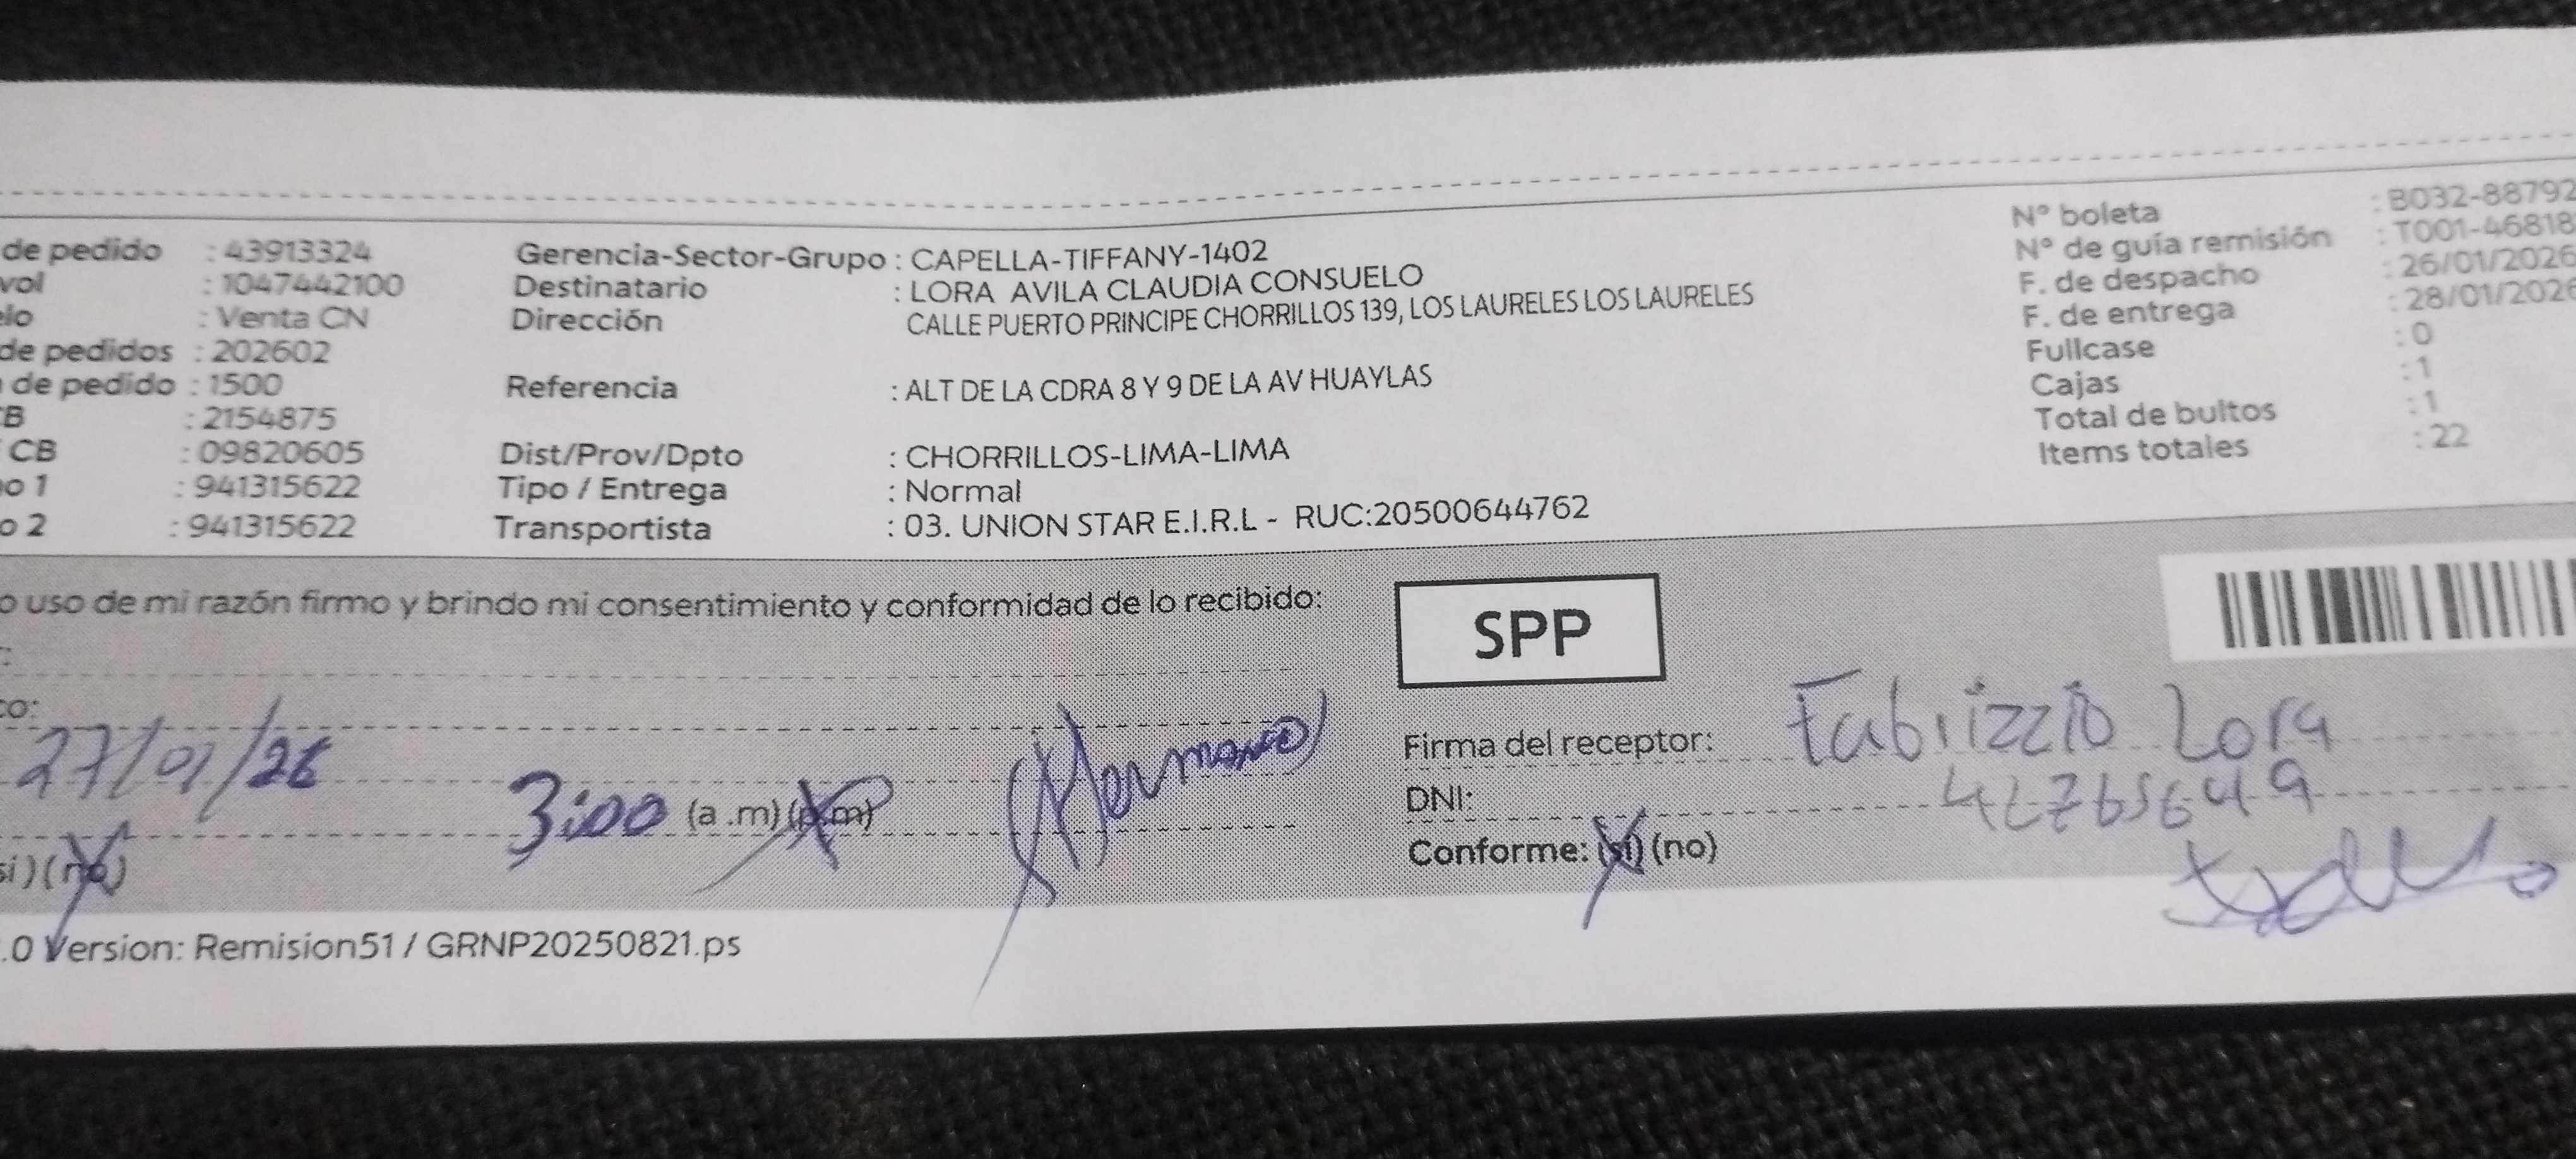 de pedido : 43913324 Gerencia-Sector-Grupo : CAPELLA-TIFFANY-1402 N° boleta : B032-88792
vol : 1047442100 Destinatario : LORA AVILA CLAUDIA CONSUELO N° de guía remisión : T001-46818
elo : Venta CN Dirección CALLE PUERTO PRINCIPE CHORRILLOS 139, LOS LAURELES LOS LAURELES F. de despacho : 26/01/2026
de pedidos : 202602 F. de entrega : 28/01/2026
de pedido : 1500 Referencia : ALT DE LA CDRA 8 Y 9 DE LA AV HUAYLAS Fullcase : 0
CB : 2154875 Cajas : 1
CB : 09820605 Dist/Prov/Dpto : CHORRILLOS-LIMA-LIMA Total de bultos : 1
o 1 : 941315622 Tipo / Entrega : Normal Items totales : 22
o 2 : 941315622 Transportista : 03. UNION STAR E.I.R.L - RUC:20500644762
o uso de mi razón firmo y brindo mi consentimiento y conformidad de lo recibido:
SPP
co:
27/01/26 3:00 (a .m) (p.m) (Hermano) Firma del receptor: Fabrizzio Lora
DNI:
si) (no) Conforme: (si) (no)
.0 Version: Remision51 / GRNP20250821.ps